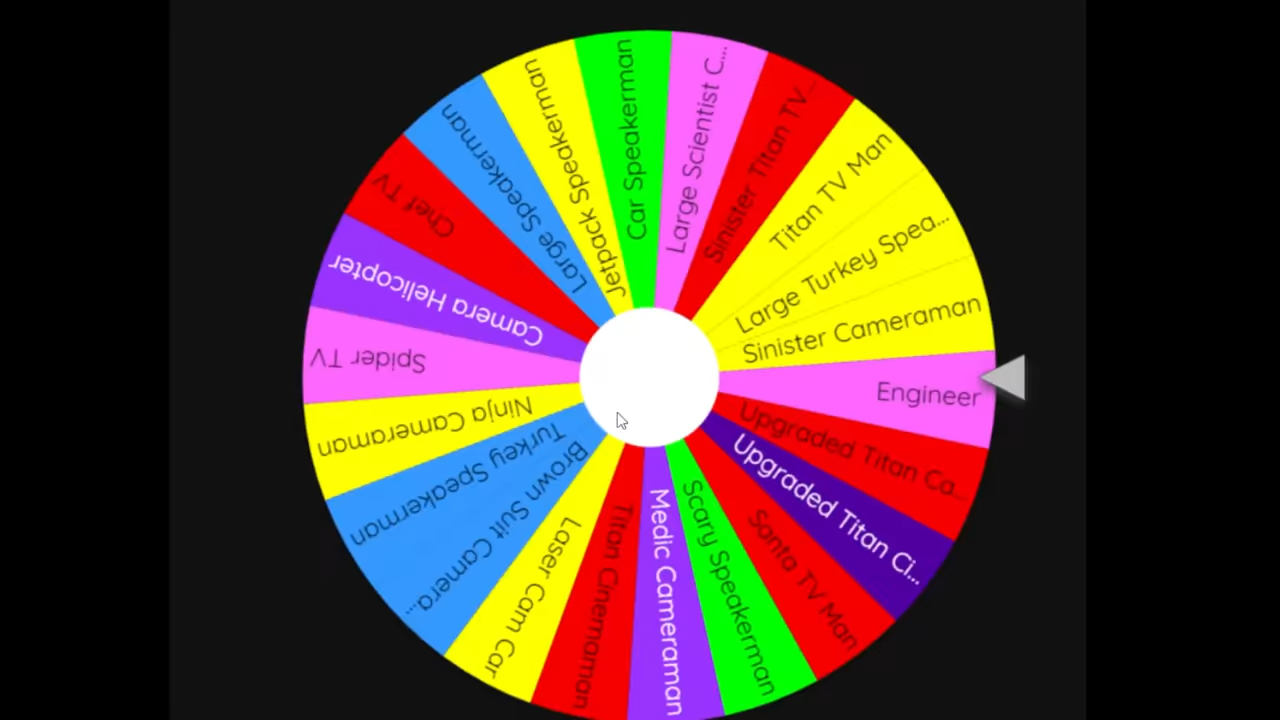 Car Speakerman
Large Scientist C...
Sinister Titan TV...
Titan TV Man
Large Turkey Spea...
Sinister Cameraman
Engineer
Upgraded Titan Ca...
Upgraded Titan Ci...
Santa TV Man
Scary Speakerman
Medic Cameraman
Titan Cinemaman
Laser Cam Car
Brown Suit Camera...
Turkey Speakerman
Ninja Cameraman
Spider TV
Camera Helicopter
Chef TV
Large Speakerman
Jetpack Speakerman